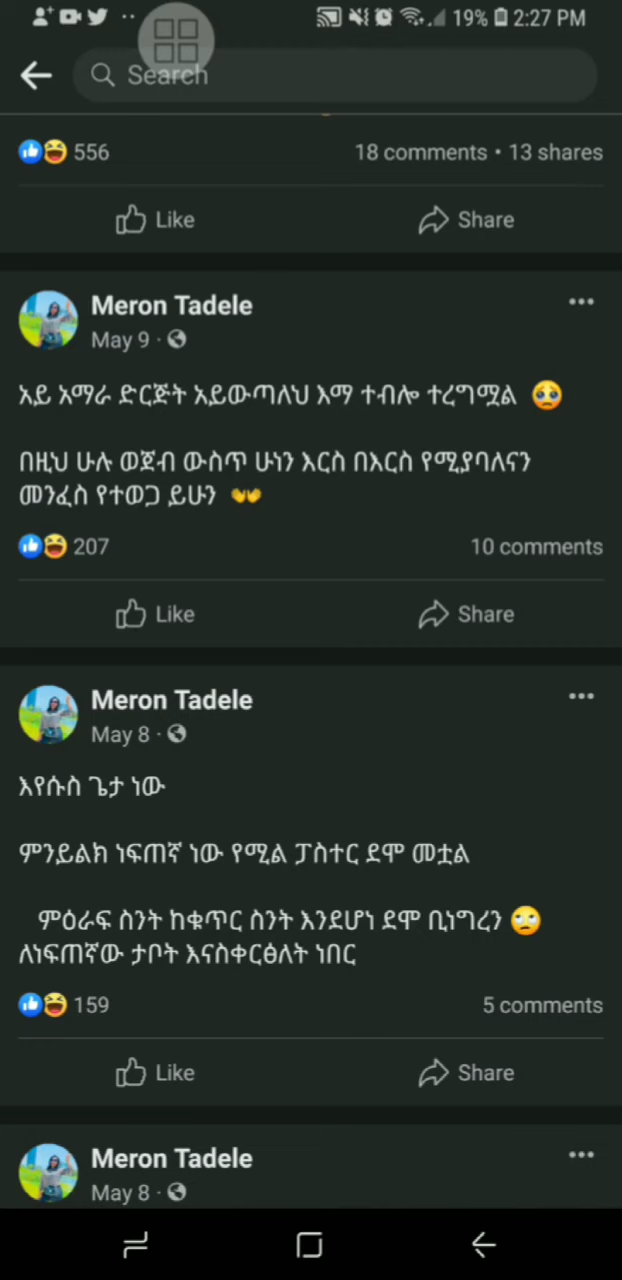 19% 2:27 PM
Search
556
18 comments • 13 shares
Like
Share
Meron Tadele
May 9 ·
አይ አማራ ድርጅት አይውጣለህ እማ ተብሎ ተረግሟል 🥺
በዚህ ሁሉ ወጀብ ውስጥ ሁነን እርስ በእርስ የሚያባለናን
መንፈስ የተወጋ ይሁን 👐
207
10 comments
Like
Share
Meron Tadele
May 8 ·
እየሱስ ጌታ ነው
ምንይልክ ነፍጠኛ ነው የሚል ፓስተር ደሞ መቷል
ምዕራፍ ስንት ከቁጥር ስንት እንደሆነ ደሞ ቢነግረን 🙄
ለነፍጠኛው ታቦት እናስቀርፅለት ነበር
159
5 comments
Like
Share
Meron Tadele
May 8 ·